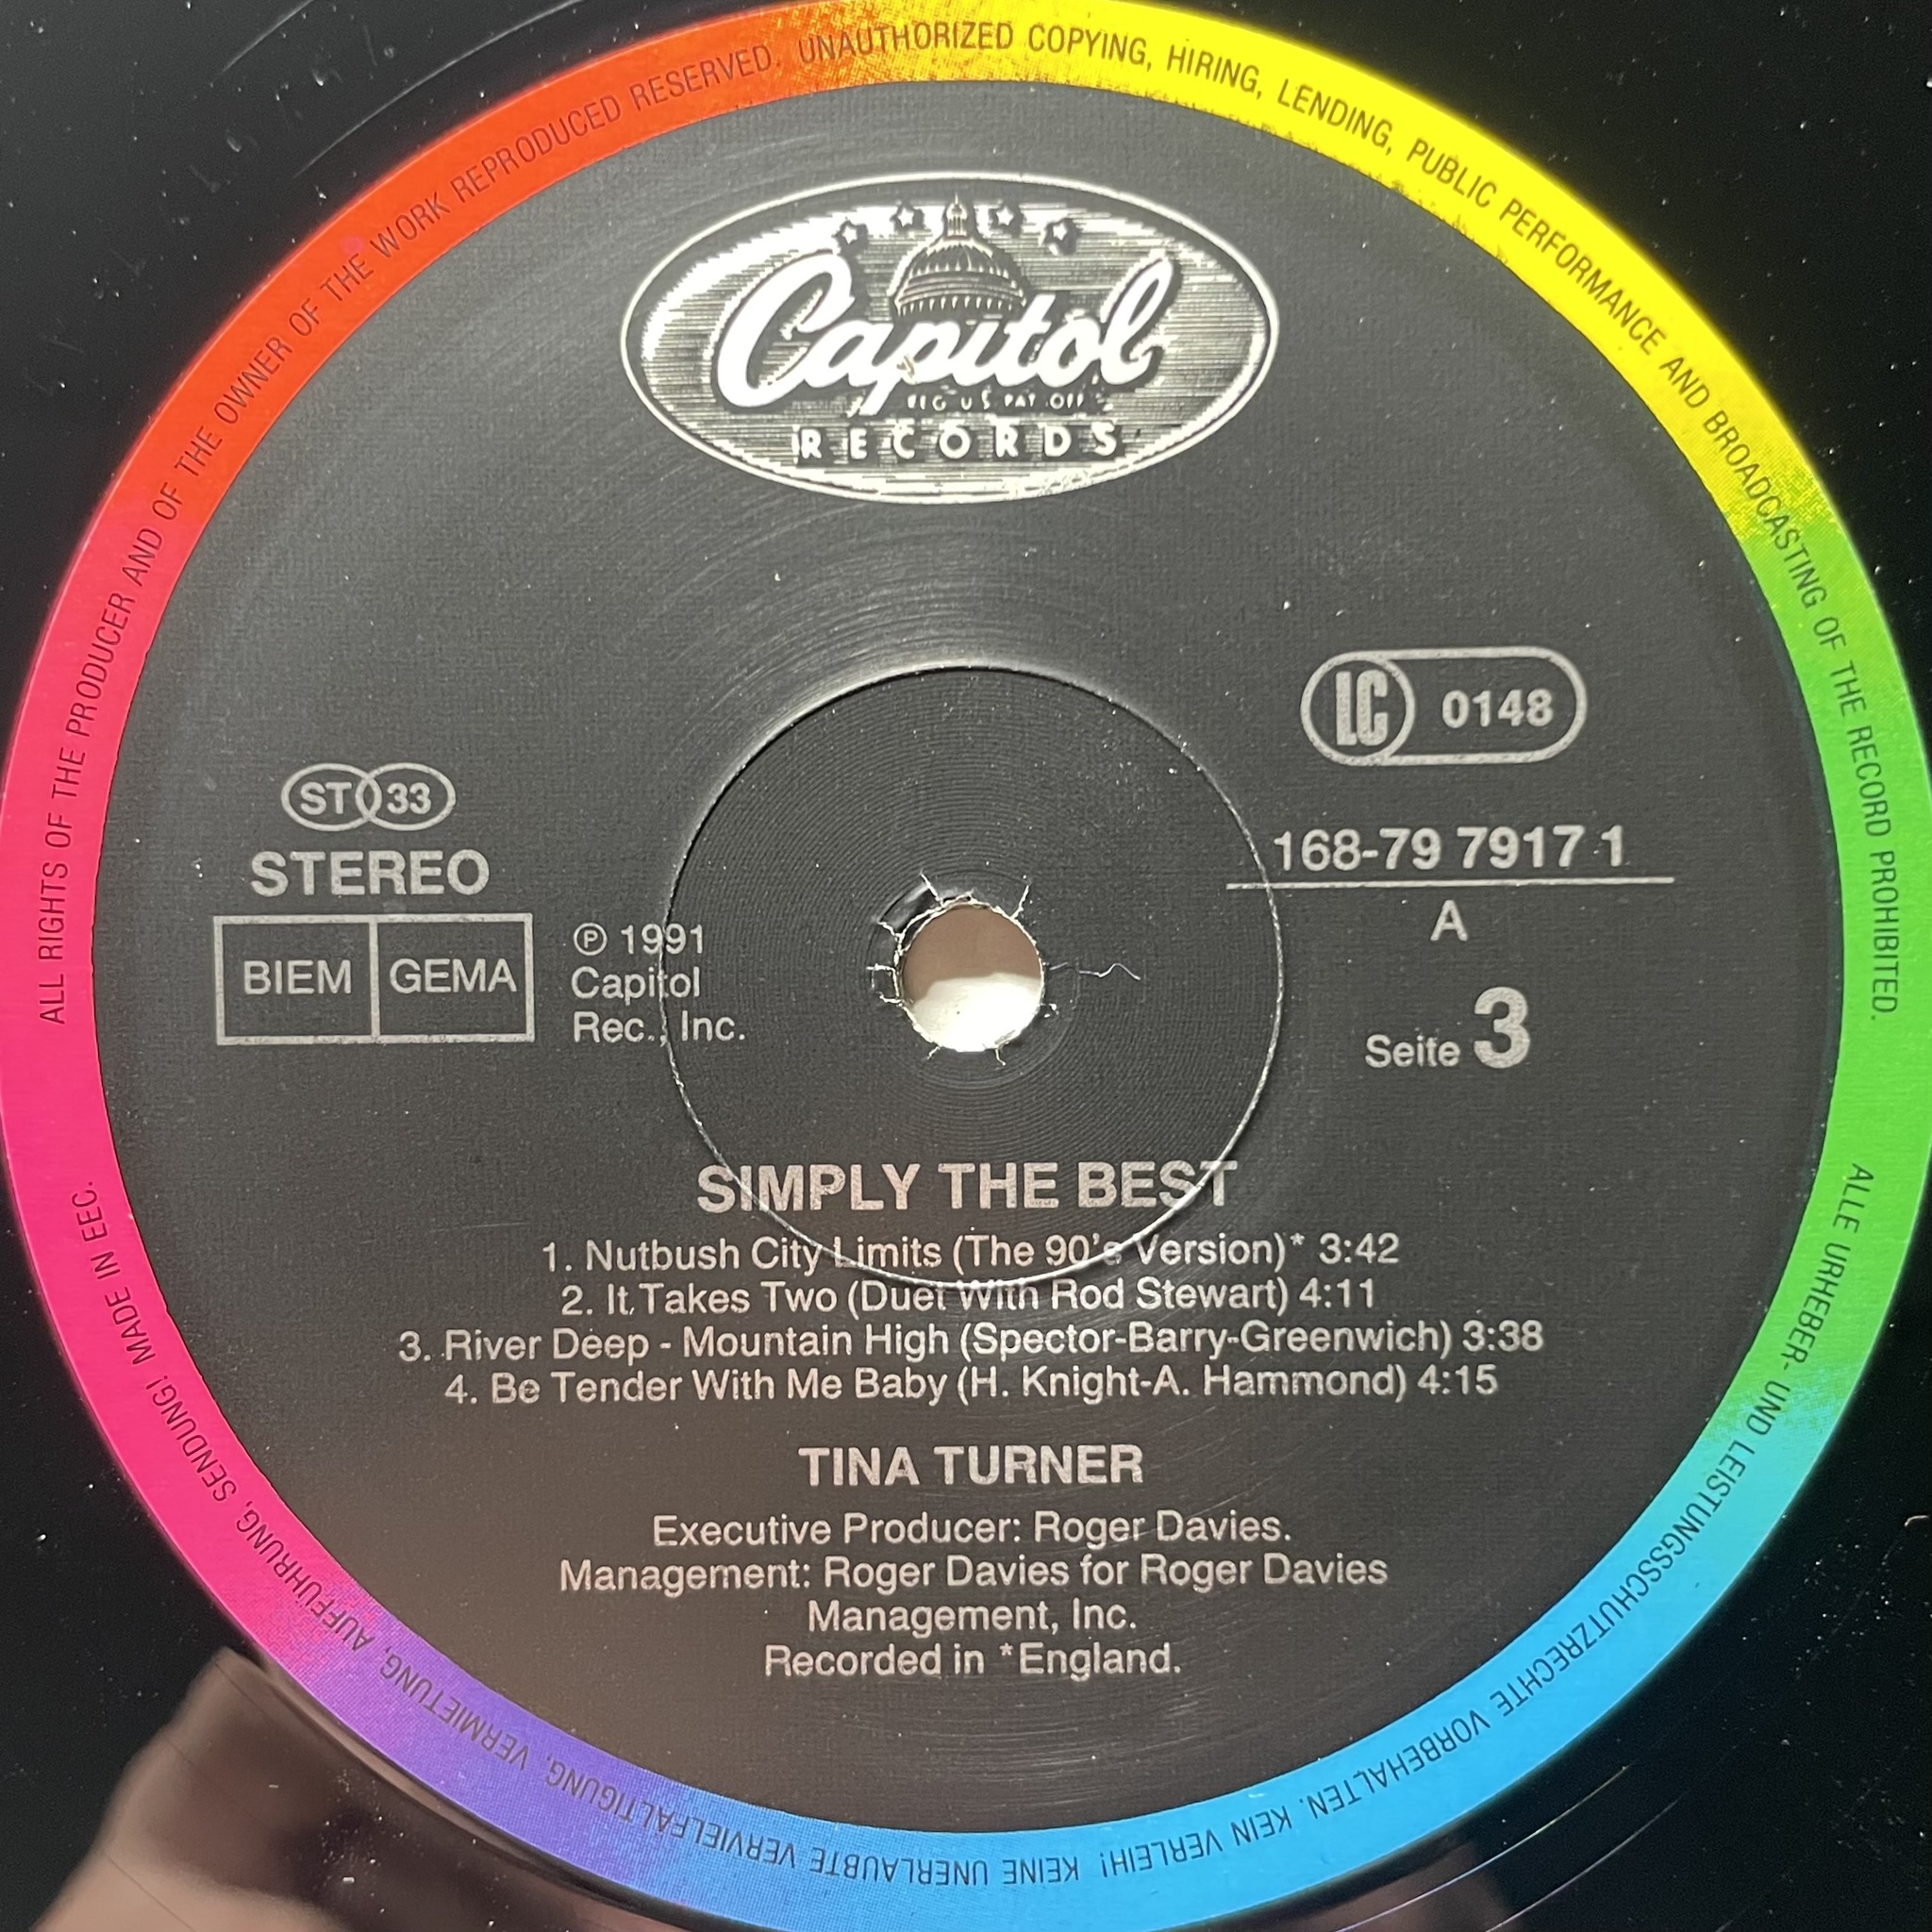 ALL RIGHTS OF THE PRODUCER AND OF THE OWNER OF THE WORK REPRODUCED RESERVED. UNAUTHORIZED COPYING, HIRING, LENDING, PUBLIC PERFORMANCE AND BROADCASTING OF THE RECORD PROHIBITED.
Capitol
REG. U.S. PAT. OFF.
RECORDS
LC 0148
ST 33
STEREO
BIEM GEMA
℗ 1991
Capitol
Rec., Inc.
168-79 7917 1
A
Seite 3
SIMPLY THE BEST
1. Nutbush City Limits (The 90's Version)* 3:42
2. It Takes Two (Duet With Rod Stewart) 4:11
3. River Deep - Mountain High (Spector-Barry-Greenwich) 3:38
4. Be Tender With Me Baby (H. Knight-A. Hammond) 4:15
TINA TURNER
Executive Producer: Roger Davies.
Management: Roger Davies for Roger Davies
Management, Inc.
Recorded in *England.
ALLE URHEBER- UND LEISTUNGSSCHUTZRECHTE VORBEHALTEN. KEIN VERLEIH! KEINE UNERLAUBTE VERVIELFÄLTIGUNG, VERMIETUNG, AUFFÜHRUNG, SENDUNG! MADE IN EEC.